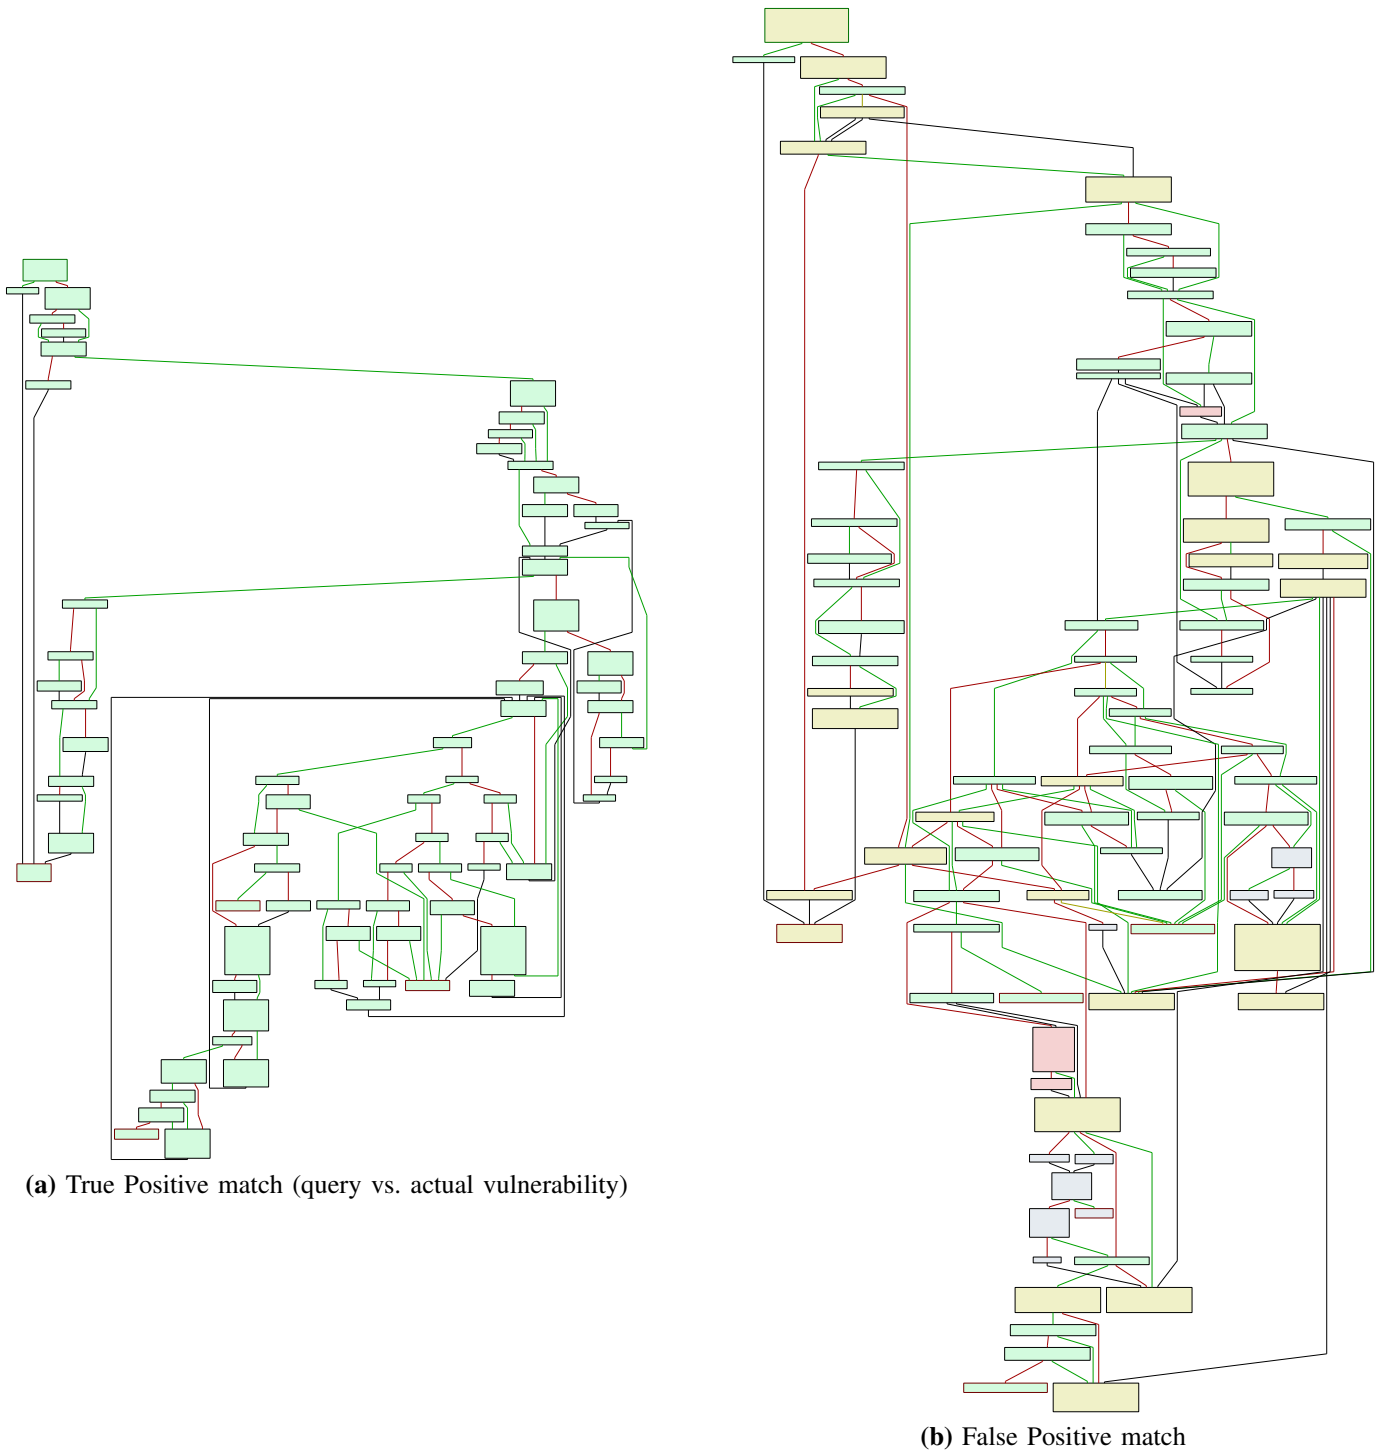 (a) True Positive match (query vs. actual vulnerability)
(b) False Positive match